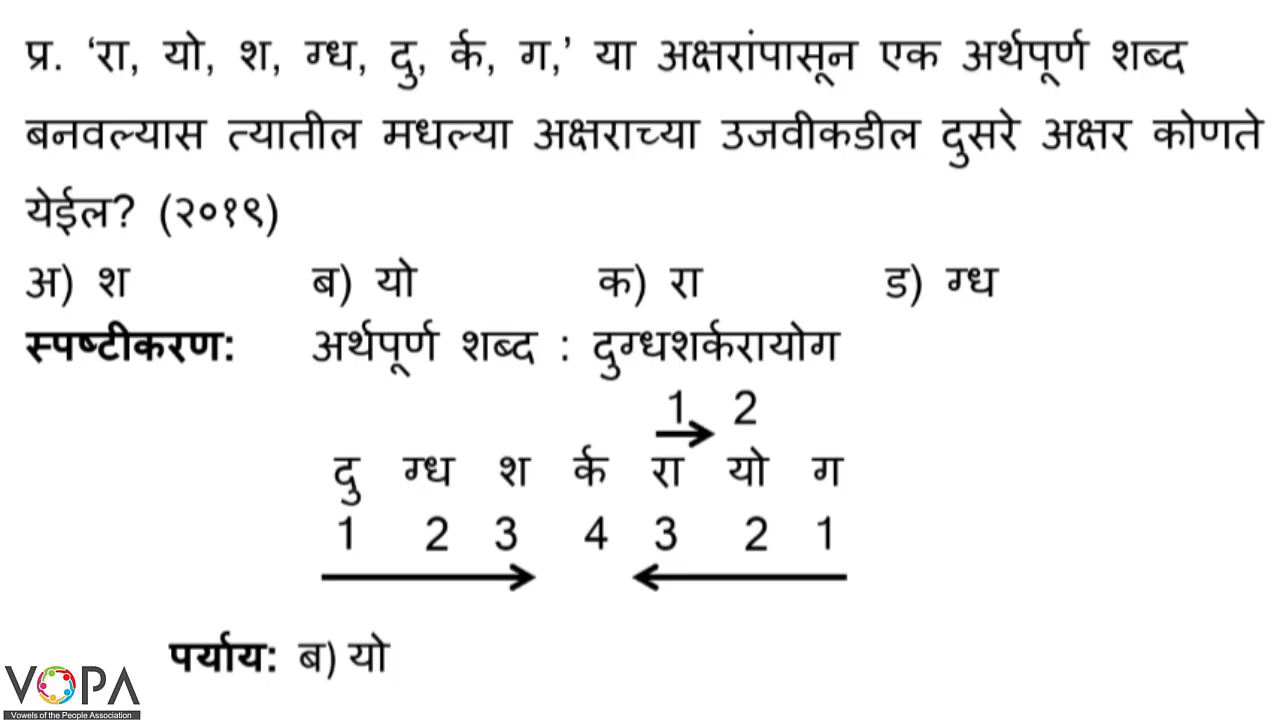 प्र. ‘रा, यो, श, ग्ध, दु, र्क, ग,’ या अक्षरांपासून एक अर्थपूर्ण शब्द
बनवल्यास त्यातील मधल्या अक्षराच्या उजवीकडील दुसरे अक्षर कोणते
येईल? (२०१९)
अ) श ब) यो क) रा ड) ग्ध
स्पष्टीकरण: अर्थपूर्ण शब्द : दुग्धशर्करायोग
1 2
दु ग्ध श र्क रा यो ग
1 2 3 4 3 2 1
पर्याय: ब) यो
VOPA
Vowels of the People Association